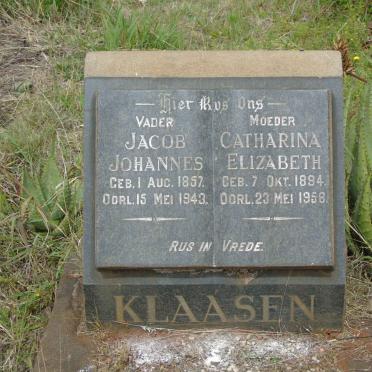 Hier Rus Ons
VADER
JACOB
JOHANNES
GEB. 1 AUG. 1857.
OORL. 15 MEI 1943.
MOEDER
CATHARINA
ELIZABETH
GEB. 7 OKT. 1894.
OORL. 23 MEI 1958.
RUS IN VREDE.
KLAASEN